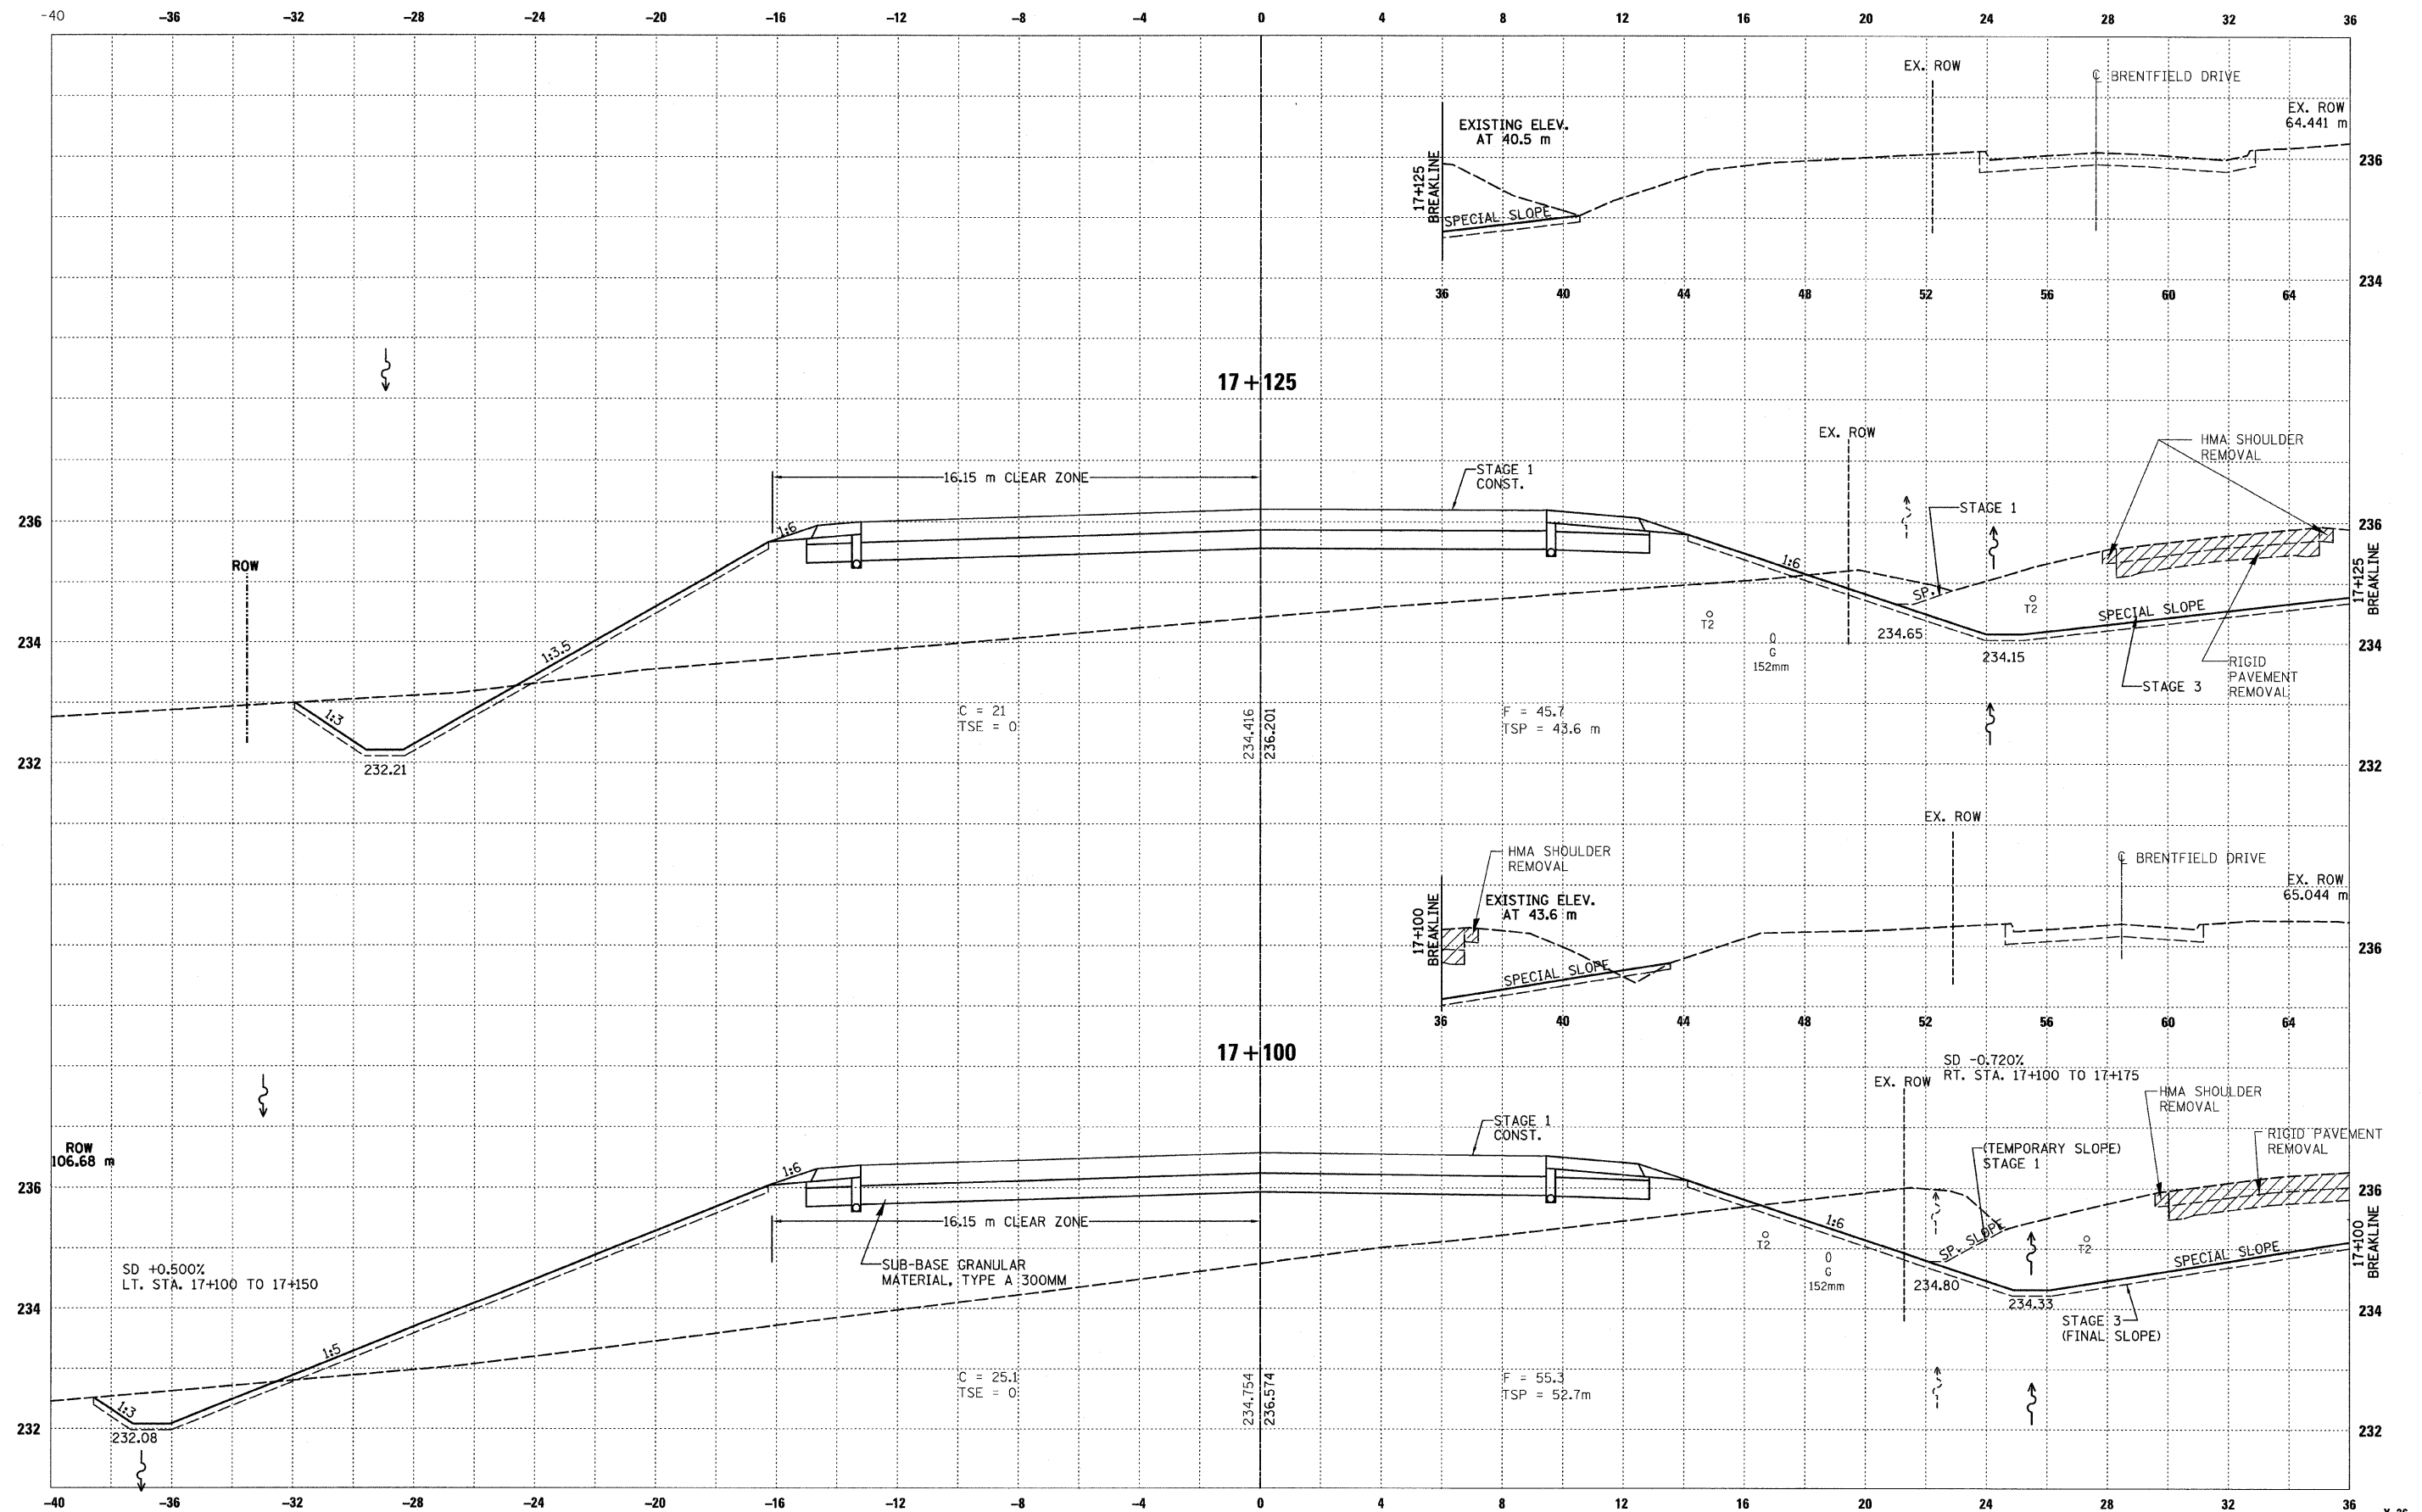 -40 -36 -32 -28 -24 -20 -16 -12 -8 -4 0 4 8 12 16 20 24 28 32 36
EX. ROW
℄ BRENTFIELD DRIVE
EX. ROW
64.441 m
EXISTING ELEV.
AT 40.5 m
17+125
BREAKLINE
SPECIAL SLOPE
236
234
36 40 44 48 52 56 60 64
17+125
EX. ROW
HMA SHOULDER
REMOVAL
16.15 m CLEAR ZONE
STAGE 1
CONST.
STAGE 1
236
236
1:6
1:6
ROW
17+125
BREAKLINE
SP.
T2
T2
SPECIAL SLOPE
234
1:3.5
O
G
152mm
234.65
234.15
234
RIGID
PAVEMENT
REMOVAL
STAGE 3
1:3
C = 21
TSE = 0
234.416
236.201
F = 45.7
TSP = 43.6 m
232
232.21
232
EX. ROW
HMA SHOULDER
REMOVAL
℄ BRENTFIELD DRIVE
EX. ROW
65.044 m
EXISTING ELEV.
AT 43.6 m
17+100
BREAKLINE
236
SPECIAL SLOPE
36 40 44 48 52 56 60 64
17+100
SD -0.720%
RT. STA. 17+100 TO 17+175
EX. ROW
HMA SHOULDER
REMOVAL
STAGE 1
CONST.
RIGID PAVEMENT
REMOVAL
ROW
106.68 m
(TEMPORARY SLOPE)
STAGE 1
1:6
236
236
16.15 m CLEAR ZONE
1:6
SP. SLOPE
T2
T2
17+100
BREAKLINE
SD +0.500%
LT. STA. 17+100 TO 17+150
SUB-BASE GRANULAR
MATERIAL, TYPE A 300MM
O
G
152mm
SPECIAL SLOPE
234.80
234.33
234
234
STAGE 3
(FINAL SLOPE)
1:5
C = 25.1
TSE = 0
234.754
236.574
F = 55.3
TSP = 52.7m
1:3
232
232.08
232
-40 -36 -32 -28 -24 -20 -16 -12 -8 -4 0 4 8 12 16 20 24 28 32 36